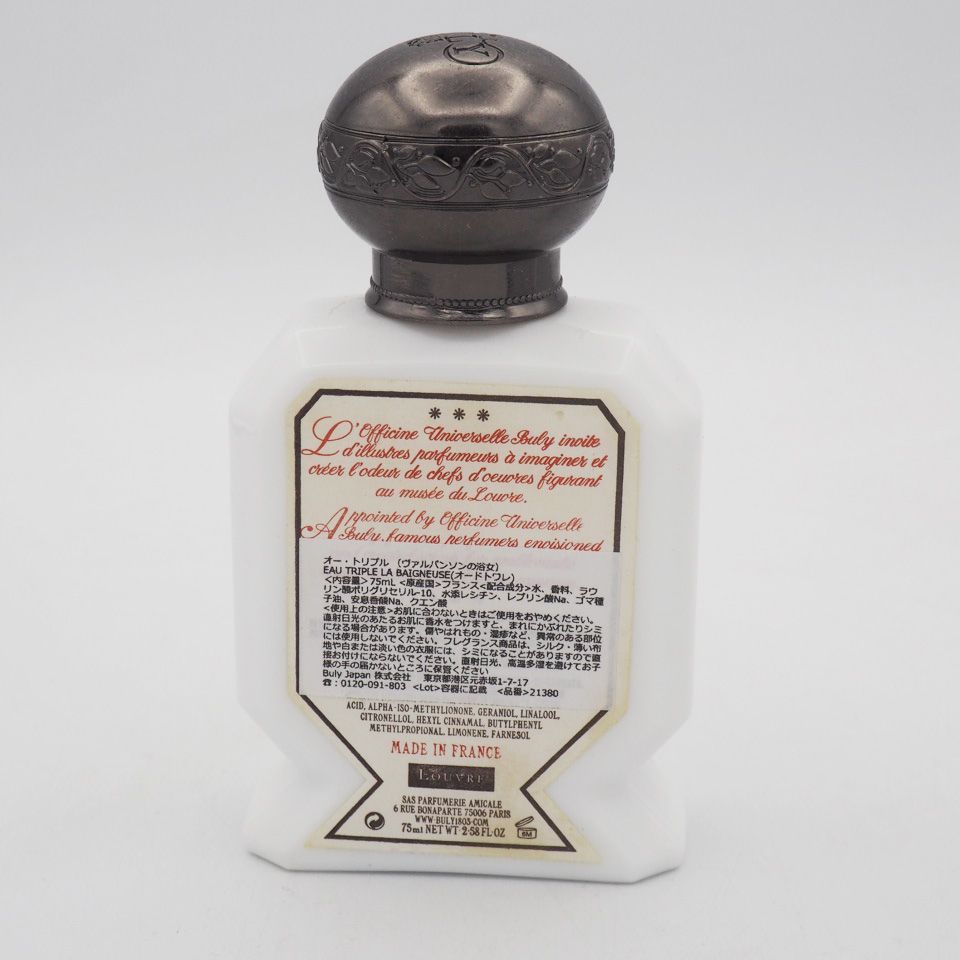 ***
L'Officine Universelle Buly invite
d'illustres parfumeurs à imaginer et
créer l'odeur de chefs d'oeuvres figurant
au musée du Louvre.
Appointed by Officine Universelle
Buly, famous perfumers envisioned
オー・トリプル （ヴァルパンソンの浴女）
EAU TRIPLE LA BAIGNEUSE(オードトワレ)
<内容量> 75mL <原産国>フランス<配合成分>水、香料、ラウ
リン酸ポリグリセリル-10、水添レシチン、レブリン酸Na、ゴマ種
子油、安息香酸Na、クエン酸
<使用上の注意>お肌に合わないときはご使用をおやめください。
直射日光のあたるお肌に香水をつけますと、まれにかぶれたりシミ
になる場合があります。傷やはれもの・湿疹など、異常のある部位
には使用しないでください。フレグランス商品は、シルク・薄い布
地や白または淡い色の衣服には、シミになることがありますので直
接お付けにならないでください。直射日光、高温多湿を避けてお子
様の手の届かないところに保管ください
Buly Japan 株式会社 東京都港区元赤坂1-7-17
☎：0120-091-803 <Lot>容器に記載 <品番>21380
ACID, ALPHA-ISO-METHYLIONONE, GERANIOL, LINALOOL,
CITRONELLOL, HEXYL CINNAMAL, BUTYLPHENYL
METHYLPROPIONAL, LIMONENE, FARNESOL
MADE IN FRANCE
LOUVRE
SAS PARFUMERIE AMICALE
6 RUE BONAPARTE 75006 PARIS
WWW.BULY1803.COM
75ml NET WT 2.58 FL OZ
6M